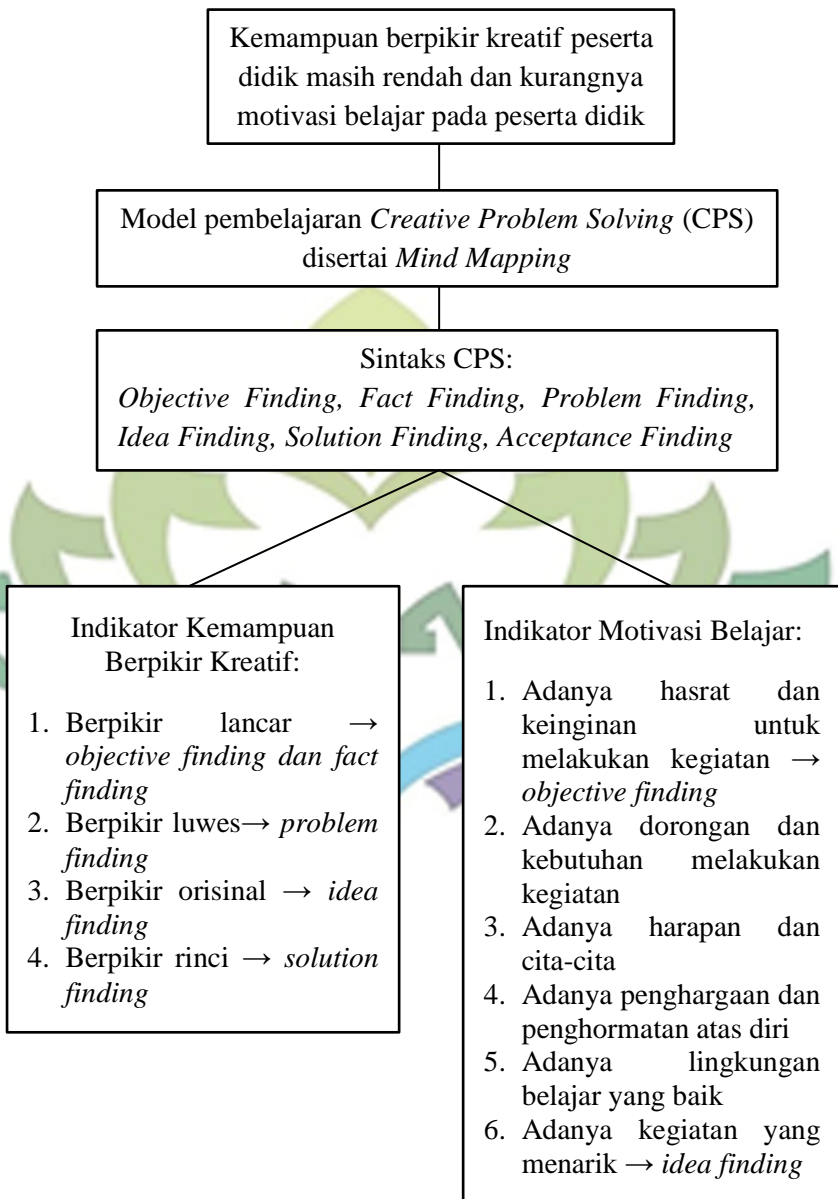 Kemampuan berpikir kreatif peserta
didik masih rendah dan kurangnya
motivasi belajar pada peserta didik
Model pembelajaran Creative Problem Solving (CPS)
disertai Mind Mapping
Sintaks CPS:
Objective Finding, Fact Finding, Problem Finding,
Idea Finding, Solution Finding, Acceptance Finding
Indikator Kemampuan
Berpikir Kreatif:
1. Berpikir lancar →
objective finding dan fact
finding
2. Berpikir luwes→ problem
finding
3. Berpikir orisinal → idea
finding
4. Berpikir rinci → solution
finding
Indikator Motivasi Belajar:
1. Adanya hasrat dan
keinginan untuk
melakukan kegiatan →
objective finding
2. Adanya dorongan dan
kebutuhan melakukan
kegiatan
3. Adanya harapan dan
cita-cita
4. Adanya penghargaan dan
penghormatan atas diri
5. Adanya lingkungan
belajar yang baik
6. Adanya kegiatan yang
menarik → idea finding